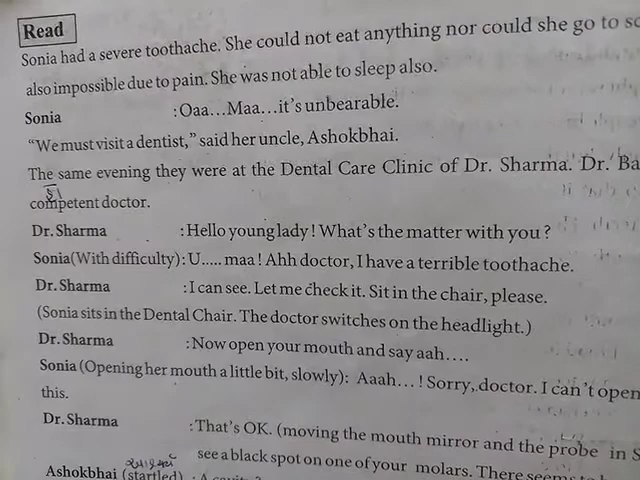 Read
Sonia had a severe toothache. She could not eat anything nor could she go to
also impossible due to pain. She was not able to sleep also.
Sonia : Oaa...Maa...it's unbearable.
"We must visit a dentist," said her uncle, Ashokbhai.
The same evening they were at the Dental Care Clinic of Dr. Sharma. Dr.
competent doctor.
Dr. Sharma : Hello young lady! What's the matter with you?
Sonia (With difficulty) : U..... maa! Ahh doctor, I have a terrible toothache.
Dr. Sharma : I can see. Let me check it. Sit in the chair, please.
(Sonia sits in the Dental Chair. The doctor switches on the headlight.)
Dr. Sharma : Now open your mouth and say aah....
Sonia (Opening her mouth a little bit, slowly): Aaah...! Sorry, doctor. I can't open
this.
Dr. Sharma : That's OK. (moving the mouth mirror and the probe in
see a black spot on one of your molars. There seems to
Ashokbhai (startled) : A